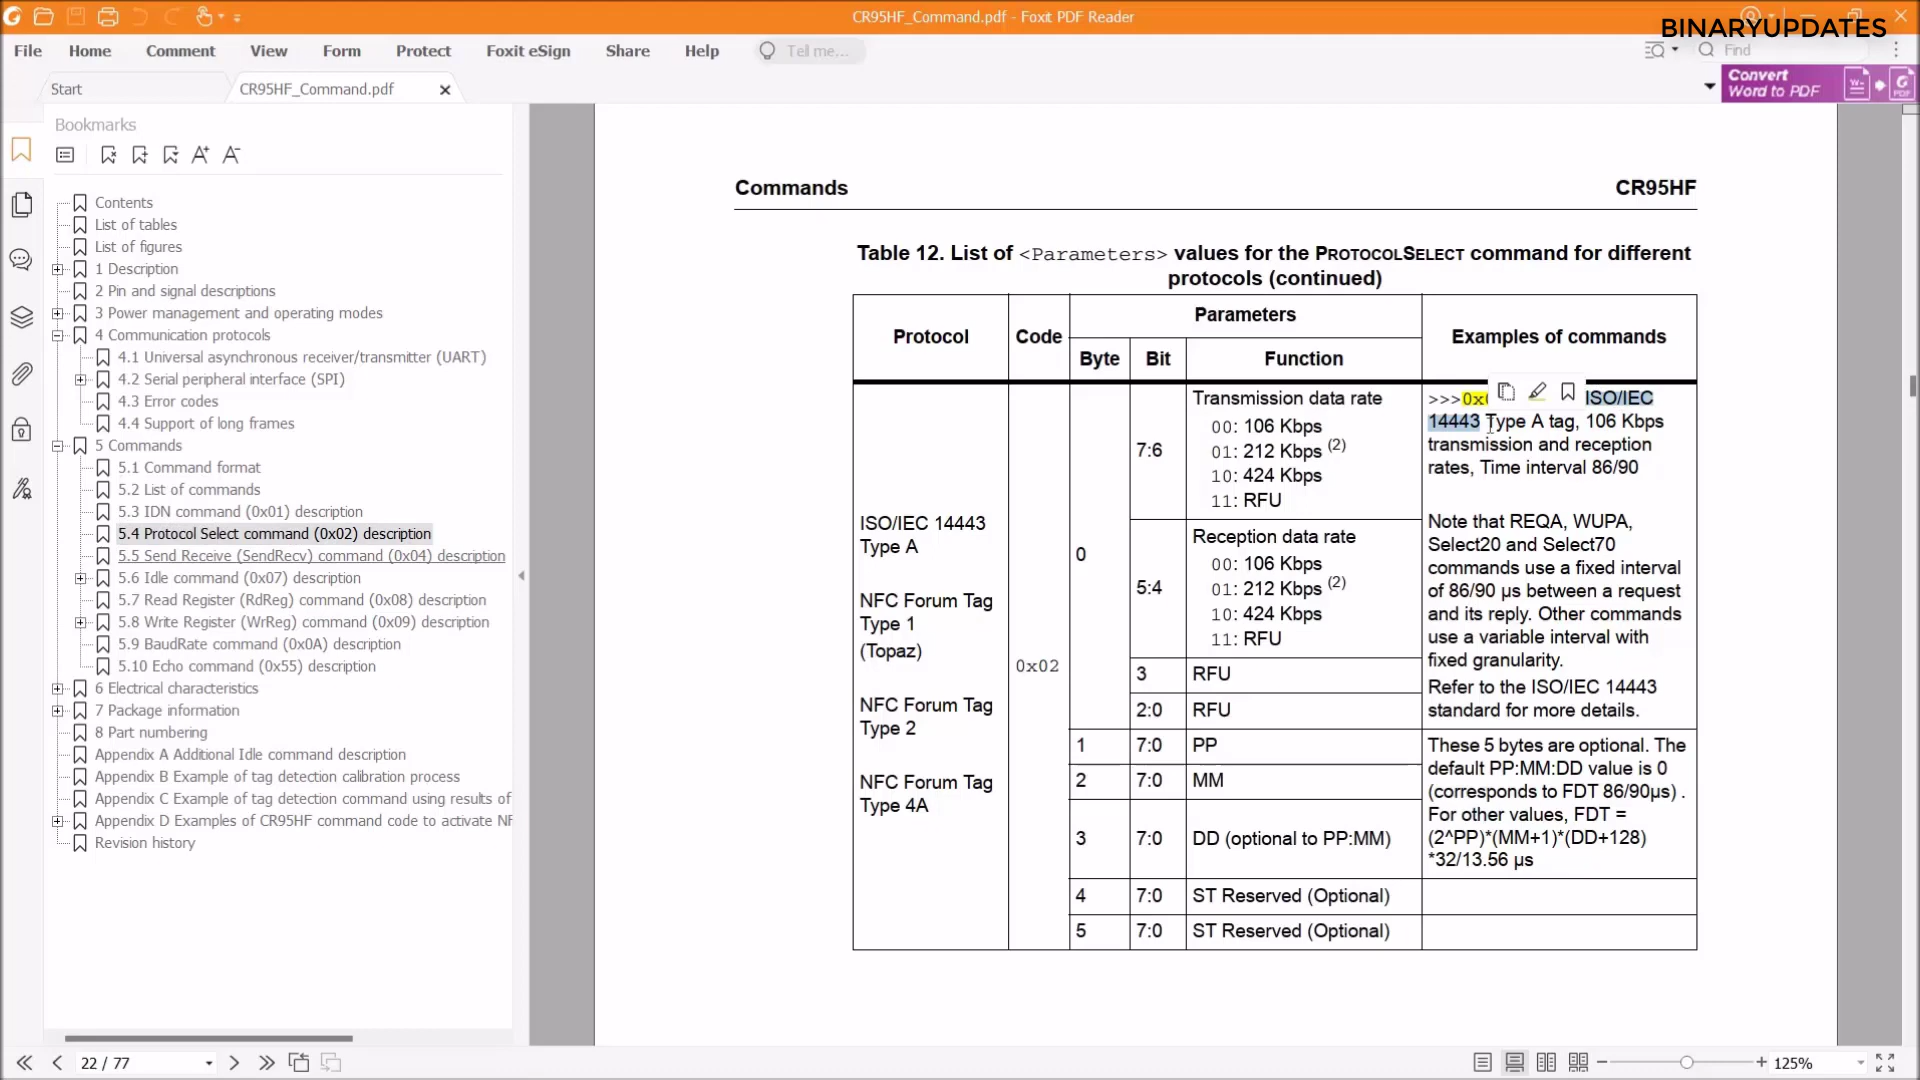 CR95HF_Command.pdf - Foxit PDF Reader
BINARYUPDATES
File Home Comment View Form Protect Foxit eSign Share Help Tell me... Find
Start CR95HF_Command.pdf
Convert
Word to PDF
Bookmarks
Contents
List of tables
List of figures
1 Description
2 Pin and signal descriptions
3 Power management and operating modes
4 Communication protocols
4.1 Universal asynchronous receiver/transmitter (UART)
4.2 Serial peripheral interface (SPI)
4.3 Error codes
4.4 Support of long frames
5 Commands
5.1 Command format
5.2 List of commands
5.3 IDN command (0x01) description
5.4 Protocol Select command (0x02) description
5.5 Send Receive (SendRecv) command (0x04) description
5.6 Idle command (0x07) description
5.7 Read Register (RdReg) command (0x08) description
5.8 Write Register (WrReg) command (0x09) description
5.9 BaudRate command (0x0A) description
5.10 Echo command (0x55) description
6 Electrical characteristics
7 Package information
8 Part numbering
Appendix A Additional Idle command description
Appendix B Example of tag detection calibration process
Appendix C Example of tag detection command using results of
Appendix D Examples of CR95HF command code to activate NF
Revision history
Commands CR95HF
Table 12. List of <Parameters> values for the PROTOCOLSELECT command for different
protocols (continued)
Protocol
Code
Parameters
Byte
Bit
Function
Examples of commands
ISO/IEC 14443
Type A
NFC Forum Tag
Type 1
(Topaz)
NFC Forum Tag
Type 2
NFC Forum Tag
Type 4A
0x02
0
7:6
Transmission data rate
00: 106 Kbps
01: 212 Kbps (2)
10: 424 Kbps
11: RFU
5:4
Reception data rate
00: 106 Kbps
01: 212 Kbps (2)
10: 424 Kbps
11: RFU
3 RFU
2:0 RFU
>>>0x ISO/IEC
14443 Type A tag, 106 Kbps
transmission and reception
rates, Time interval 86/90
Note that REQA, WUPA,
Select20 and Select70
commands use a fixed interval
of 86/90 µs between a request
and its reply. Other commands
use a variable interval with
fixed granularity.
Refer to the ISO/IEC 14443
standard for more details.
1 7:0 PP
2 7:0 MM
3 7:0 DD (optional to PP:MM)
These 5 bytes are optional. The
default PP:MM:DD value is 0
(corresponds to FDT 86/90µs) .
For other values, FDT =
(2^PP)*(MM+1)*(DD+128)
*32/13.56 µs
4 7:0 ST Reserved (Optional)
5 7:0 ST Reserved (Optional)
22 / 77
125%